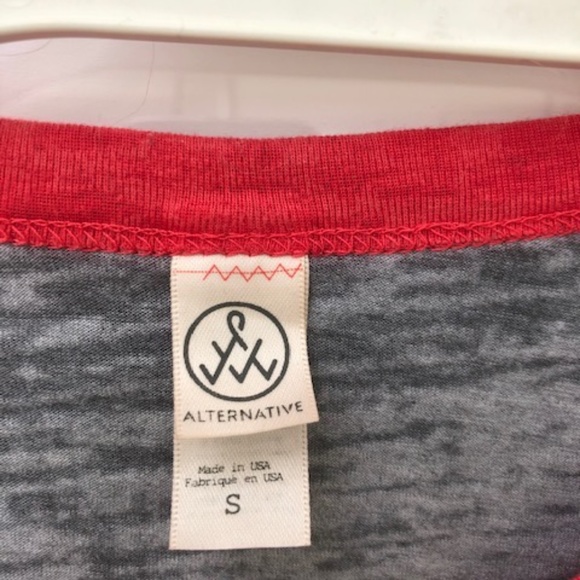 ALTERNATIVE
Made in USA
Fabriqué en USA
S